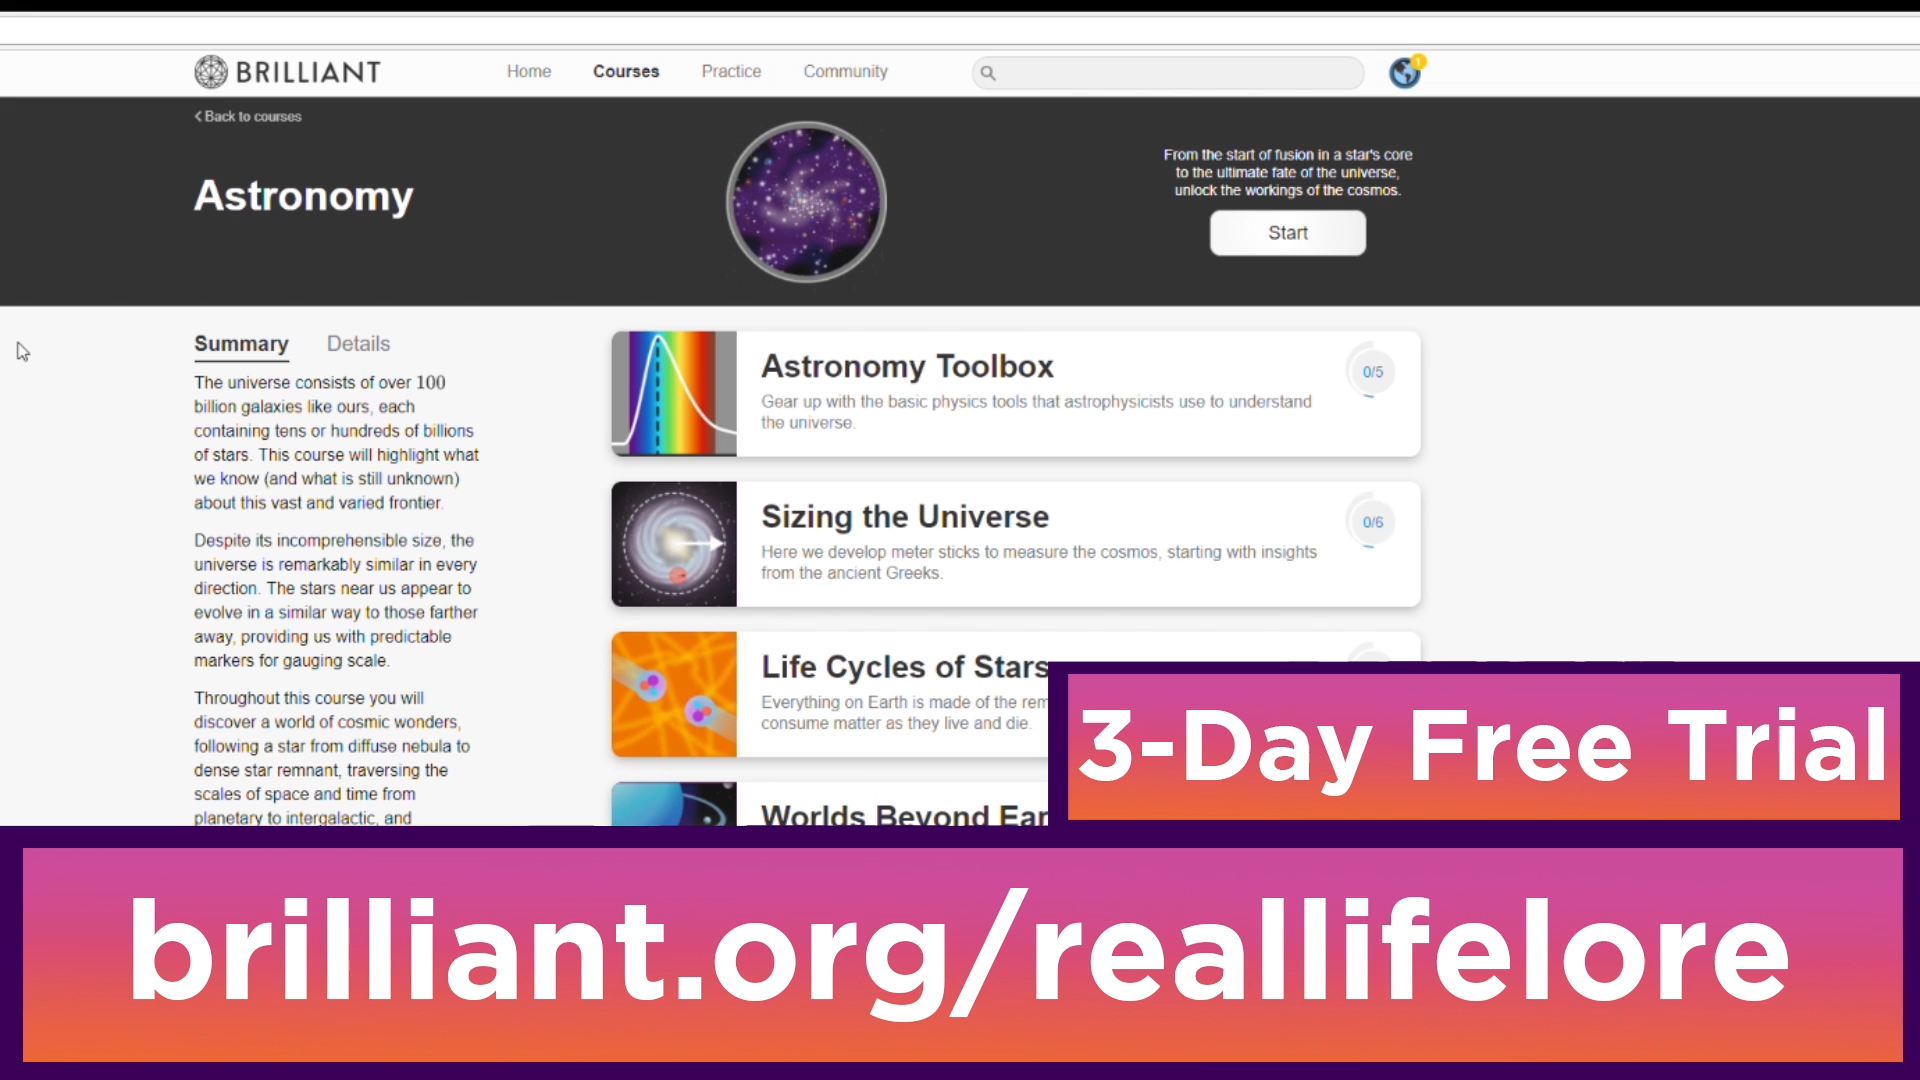 BRILLIANT
Home Courses Practice Community
1
< Back to courses
Astronomy
From the start of fusion in a star's core
to the ultimate fate of the universe,
unlock the workings of the cosmos.
Start
Summary Details
The universe consists of over 100
billion galaxies like ours, each
containing tens or hundreds of billions
of stars. This course will highlight what
we know (and what is still unknown)
about this vast and varied frontier.
Despite its incomprehensible size, the
universe is remarkably similar in every
direction. The stars near us appear to
evolve in a similar way to those farther
away, providing us with predictable
markers for gauging scale.
Throughout this course you will
discover a world of cosmic wonders,
following a star from diffuse nebula to
dense star remnant, traversing the
scales of space and time from
planetary to intergalactic, and
Astronomy Toolbox
0/5
Gear up with the basic physics tools that astrophysicists use to understand
the universe.
Sizing the Universe
0/6
Here we develop meter sticks to measure the cosmos, starting with insights
from the ancient Greeks.
Life Cycles of Stars
Everything on Earth is made of the rem
consume matter as they live and die.
Worlds Beyond Ear
3-Day Free Trial
brilliant.org/reallifelore